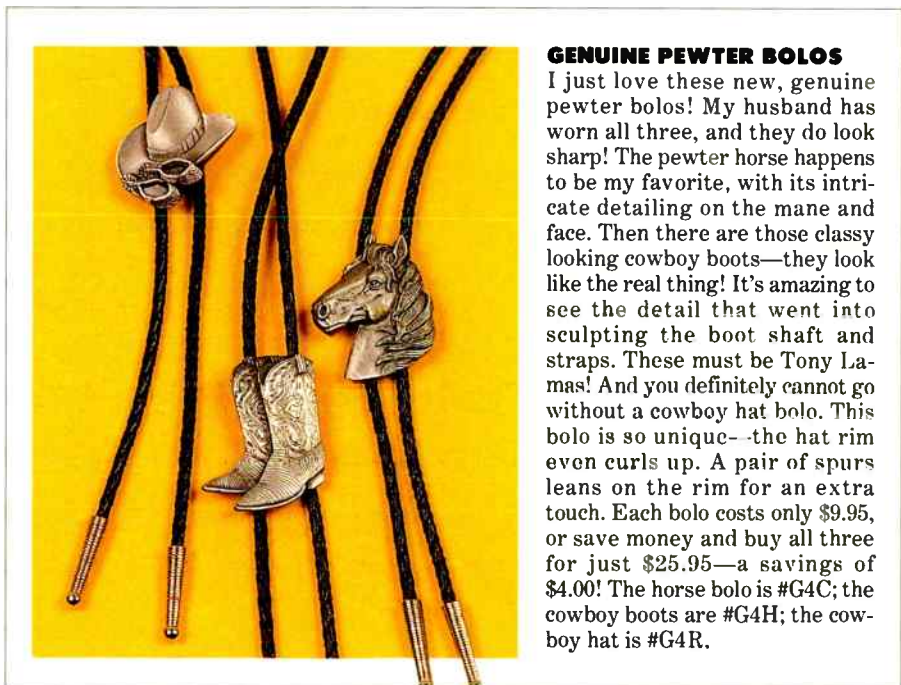 GENUINE PEWTER BOLOS
I just love these new, genuine
pewter bolos! My husband has
worn all three, and they do look
sharp! The pewter horse happens
to be my favorite, with its intri-
cate detailing on the mane and
face. Then there are those classy
looking cowboy boots—they look
like the real thing! It's amazing to
see the detail that went into
sculpting the boot shaft and
straps. These must be Tony La-
mas! And you definitely cannot go
without a cowboy hat bolo. This
bolo is so unique—the hat rim
even curls up. A pair of spurs
leans on the rim for an extra
touch. Each bolo costs only $9.95,
or save money and buy all three
for just $25.95—a savings of
$4.00! The horse bolo is #G4C; the
cowboy boots are #G4H; the cow-
boy hat is #G4R.